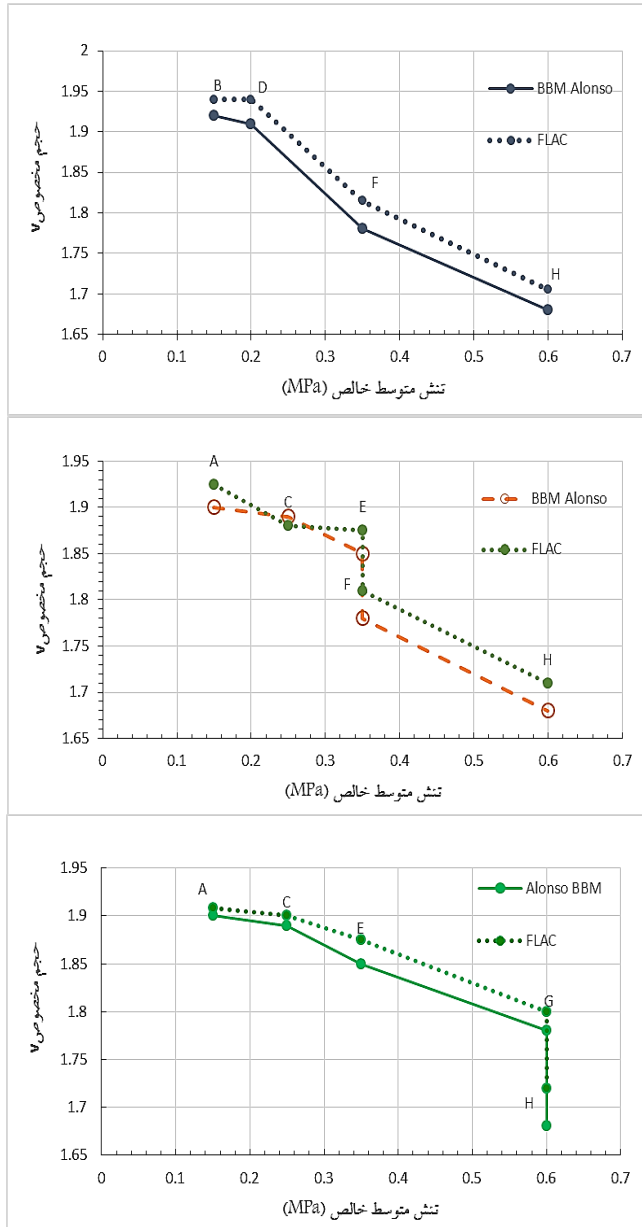 2
B
D
BBM Alonso
1.95
1.9
FLAC
1.85
F
1.8
1.75
H
1.7
1.65
حجم مخصوص v
0 0.1 0.2 0.3 0.4 0.5 0.6 0.7
تنش متوسط خالص (MPa)
1.95
A
BBM Alonso
1.9
C
E
FLAC
1.85
1.8
F
1.75
H
1.7
1.65
حجم مخصوص v
0 0.1 0.2 0.3 0.4 0.5 0.6 0.7
تنش متوسط خالص (MPa)
1.95
A
C
Alonso BBM
1.9
E
FLAC
1.85
1.8
G
1.75
1.7
H
1.65
حجم مخصوص v
0 0.1 0.2 0.3 0.4 0.5 0.6 0.7
تنش متوسط خالص (MPa)